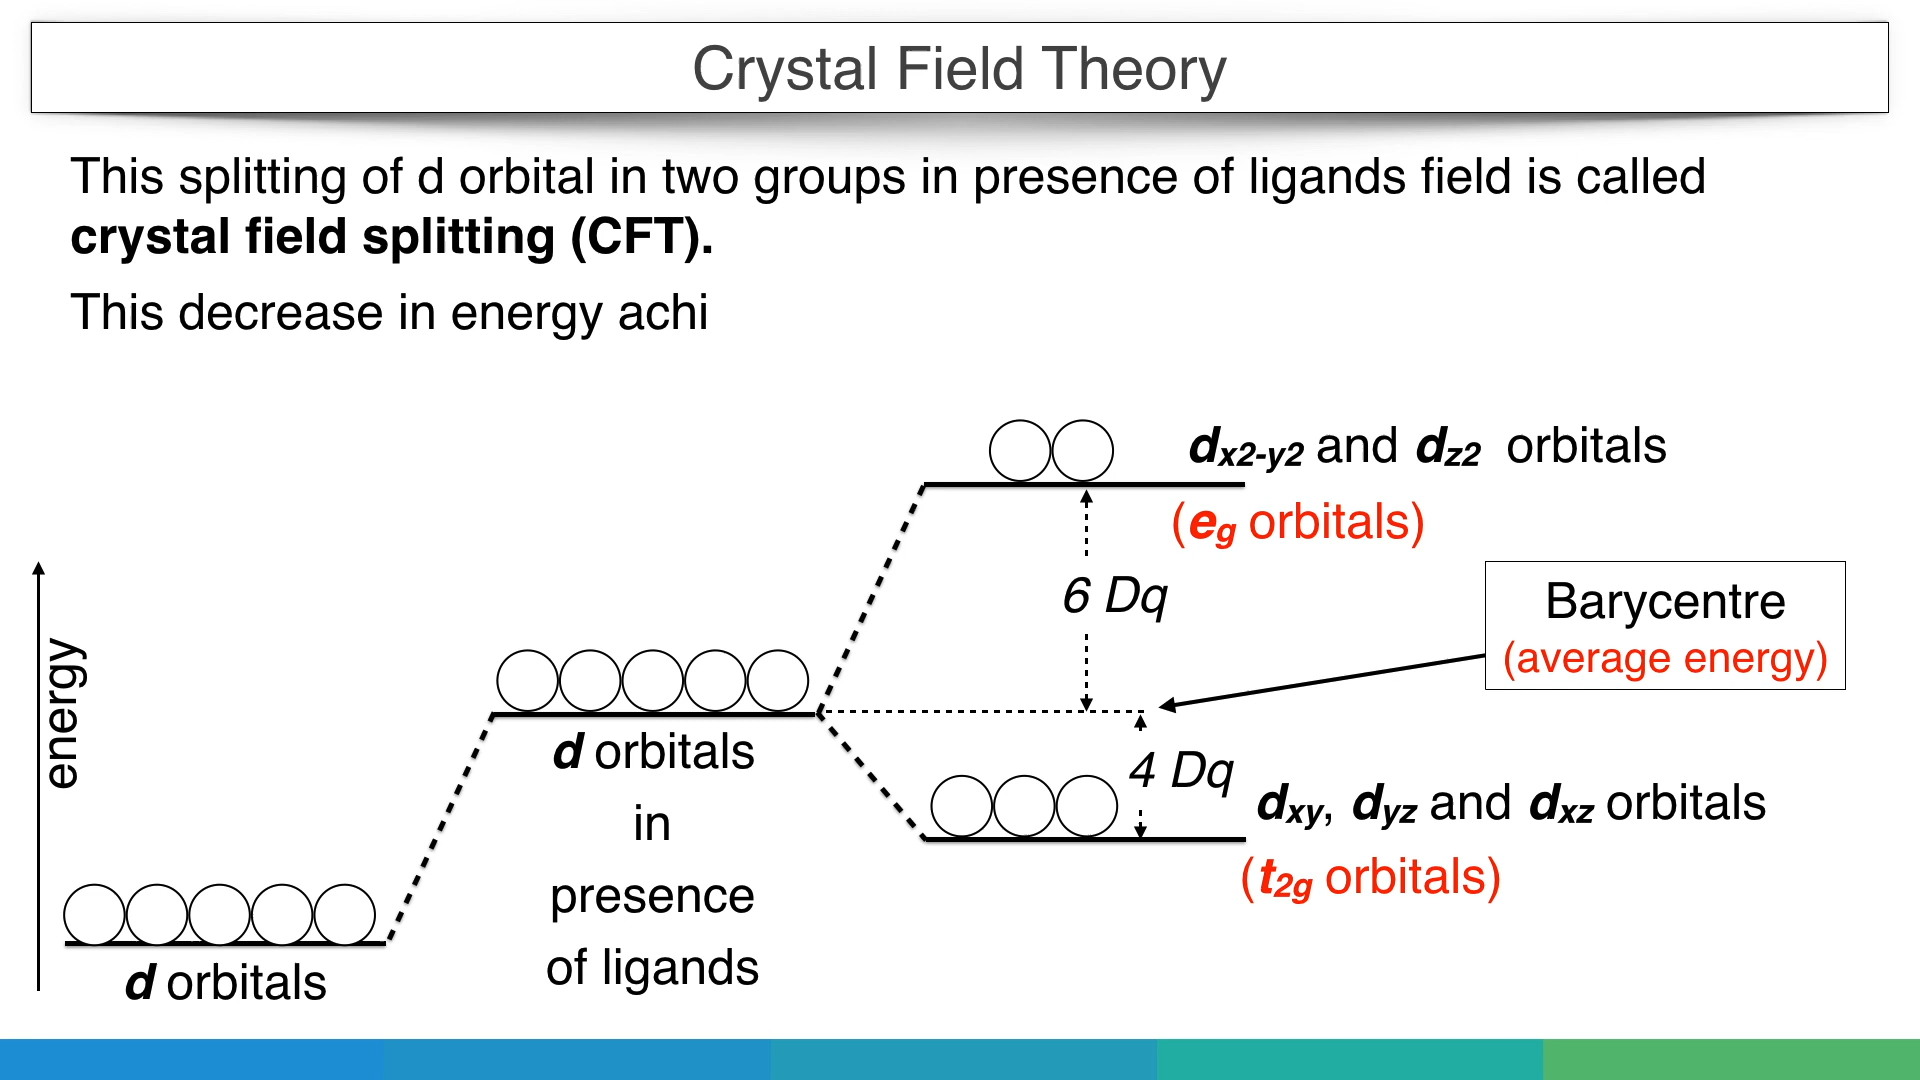 Crystal Field Theory
This splitting of d orbital in two groups in presence of ligands field is called
crystal field splitting (CFT).
This decrease in energy achi
dx2-y2 and dz2 orbitals
(eg orbitals)
6 Dq
Barycentre
(average energy)
energy
d orbitals
in
presence
of ligands
4 Dq
dxy, dyz and dxz orbitals
(t2g orbitals)
d orbitals